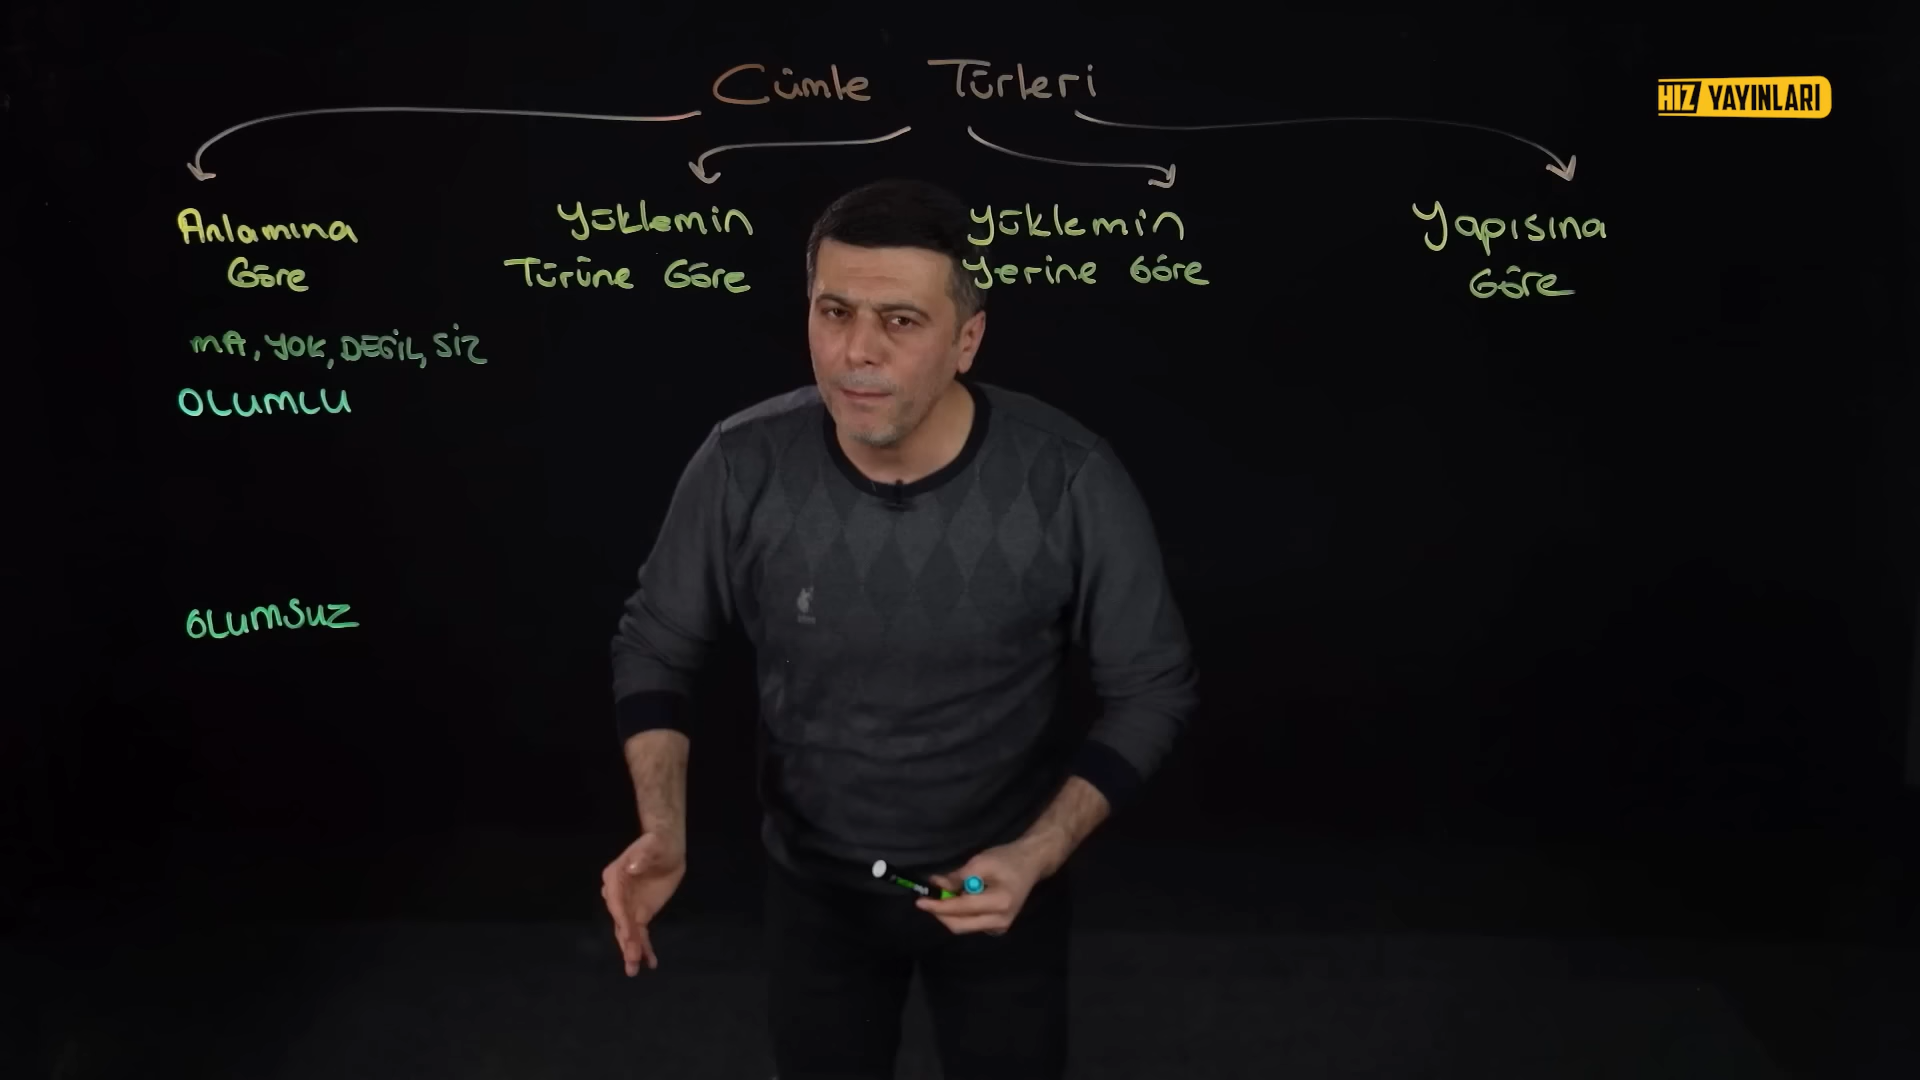 Cümle Türleri
HIZ YAYINLARI
Anlamına
Göre
MA, YOK, DEĞİL, SİZ
OLUMLU
OLUMSUZ
Yüklemin
Türüne Göre
Yüklemin
Yerine Göre
Yapısına
Göre